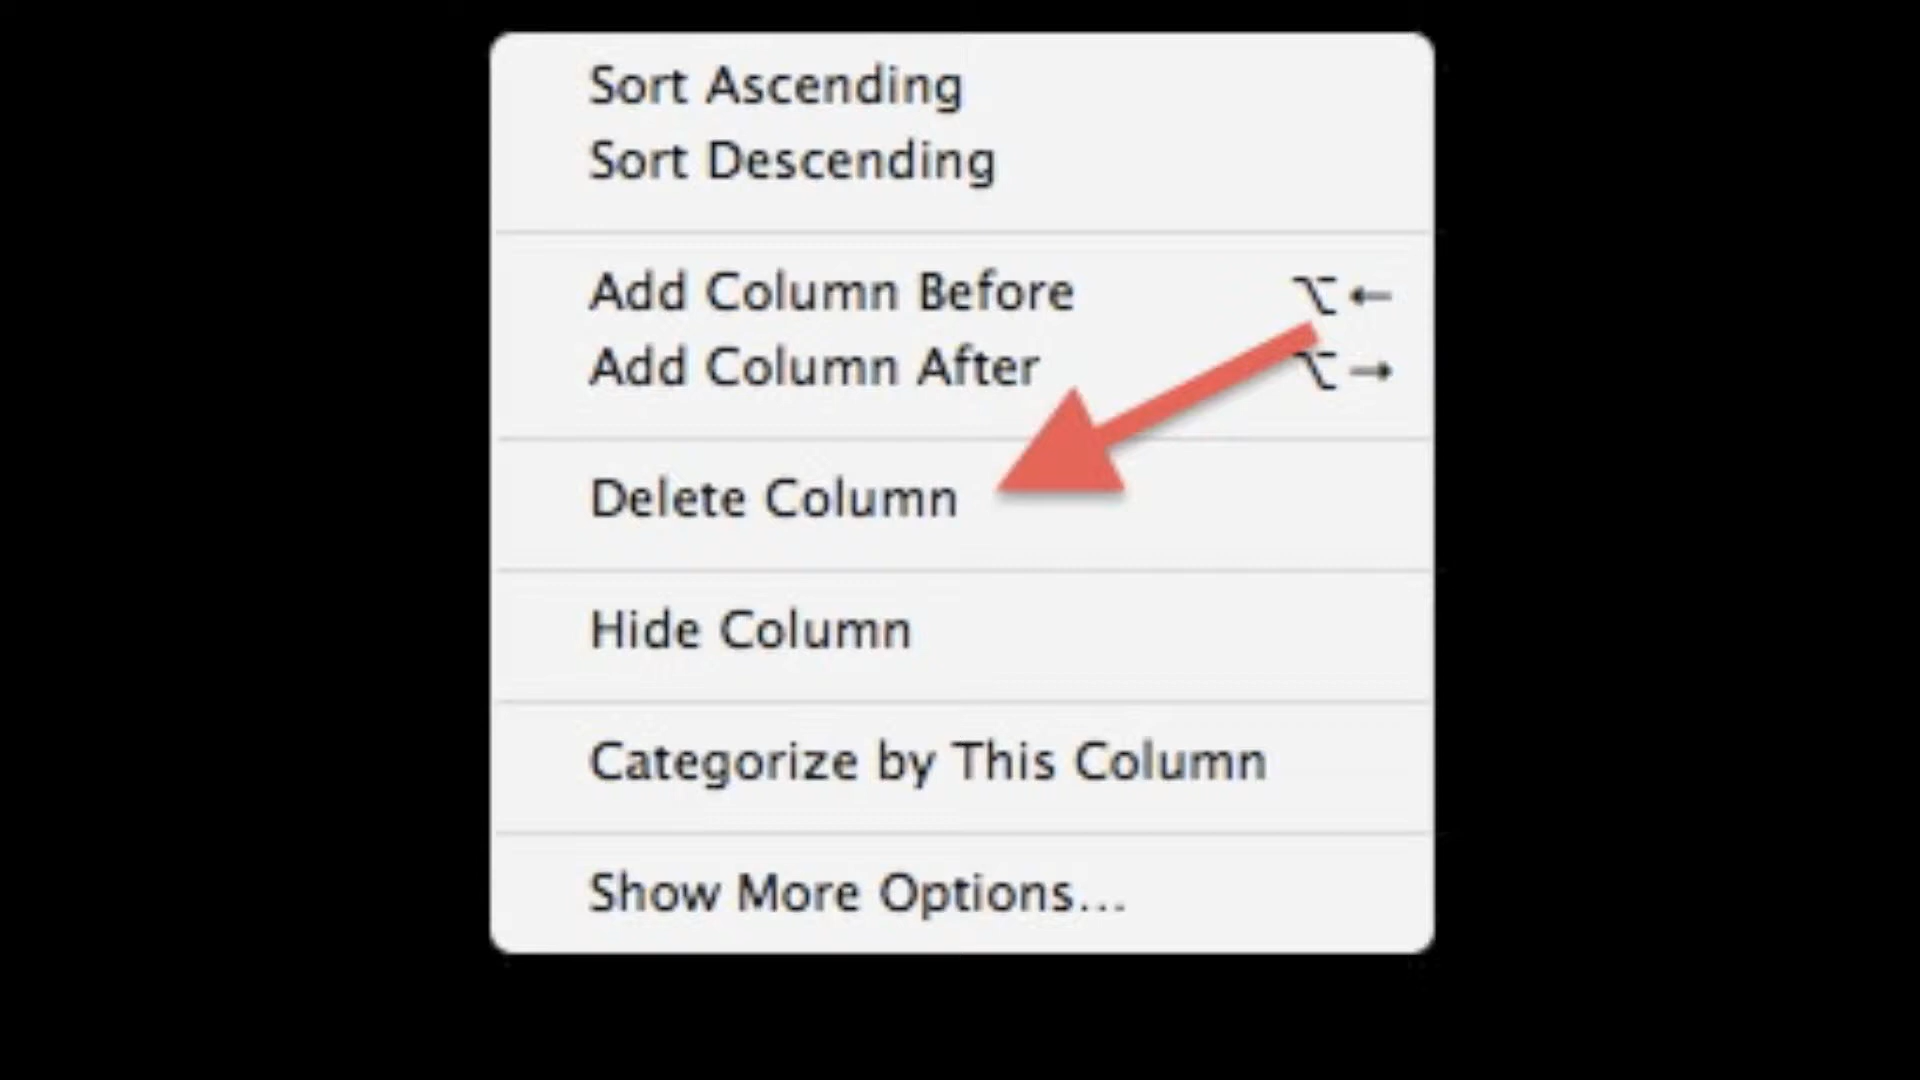 Sort Ascending
Sort Descending
Add Column Before ⌥←
Add Column After ⌥→
Delete Column
Hide Column
Categorize by This Column
Show More Options...